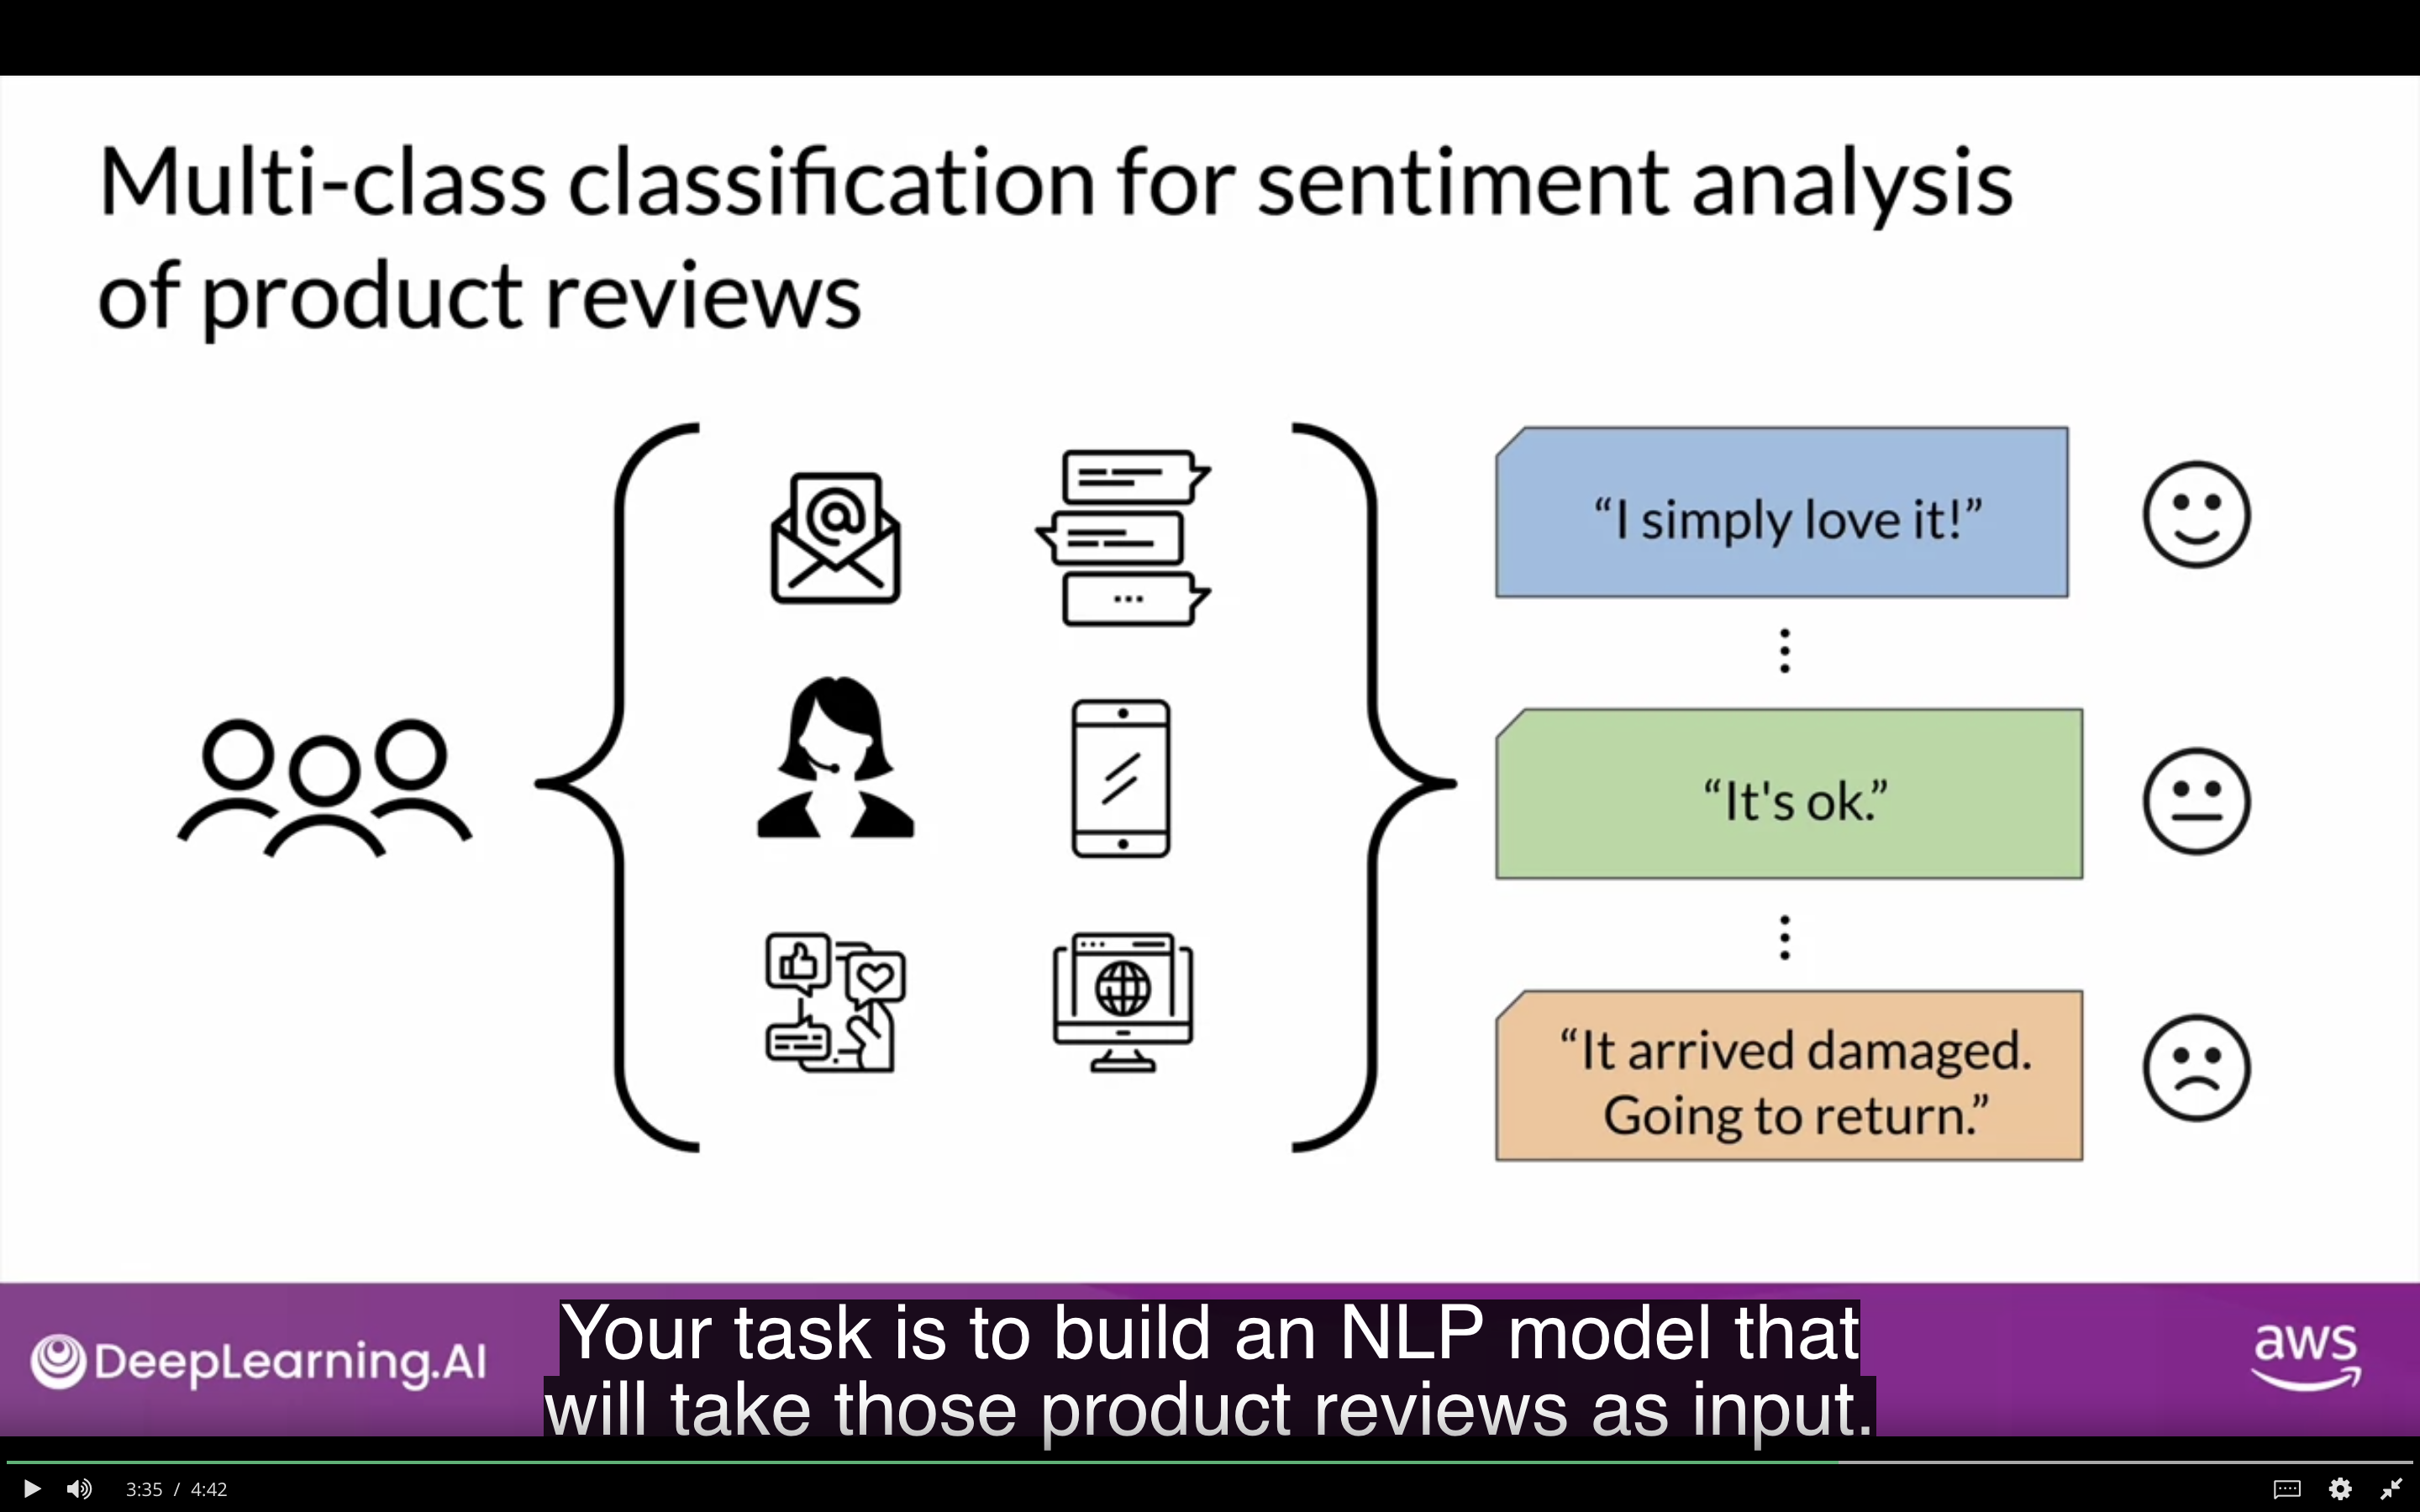 Multi-class classification for sentiment analysis
of product reviews
“I simply love it!”
“It's ok.”
“It arrived damaged.
Going to return.”
DeepLearning.AI
aws
Your task is to build an NLP model that
will take those product reviews as input.
3:35 / 4:42